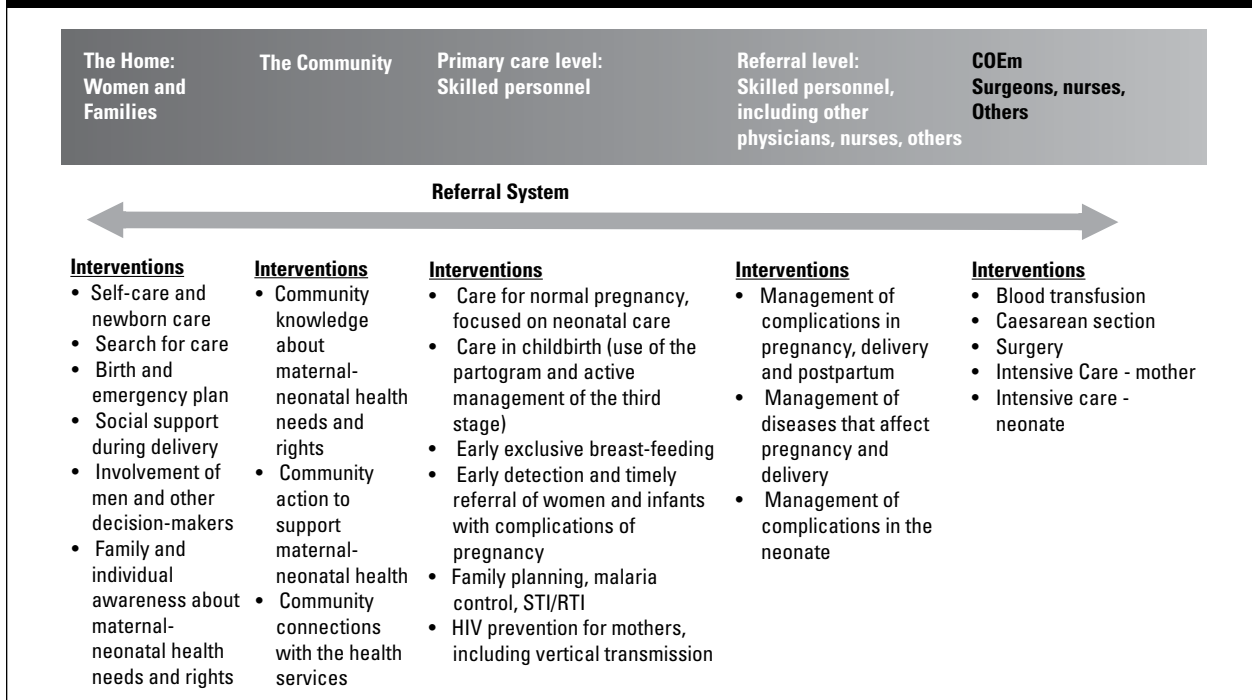 The Home:
Women and
Families
The Community
Primary care level:
Skilled personnel
Referral level:
Skilled personnel,
including other
physicians, nurses, others
COEm
Surgeons, nurses,
Others
Referral System
Interventions
• Self-care and
newborn care
• Search for care
• Birth and
emergency plan
• Social support
during delivery
• Involvement of
men and other
decision-makers
• Family and
individual
awareness about
maternal-
neonatal health
needs and rights
Interventions
• Community
knowledge
about
maternal-
neonatal health
needs and
rights
• Community
action to
support
maternal-
neonatal health
• Community
connections
with the health
services
Interventions
• Care for normal pregnancy,
focused on neonatal care
• Care in childbirth (use of the
partogram and active
management of the third
stage)
• Early exclusive breast-feeding
• Early detection and timely
referral of women and infants
with complications of
pregnancy
• Family planning, malaria
control, STI/RTI
• HIV prevention for mothers,
including vertical transmission
Interventions
• Management of
complications in
pregnancy, delivery
and postpartum
• Management of
diseases that affect
pregnancy and
delivery
• Management of
complications in the
neonate
Interventions
• Blood transfusion
• Caesarean section
• Surgery
• Intensive Care - mother
• Intensive care -
neonate